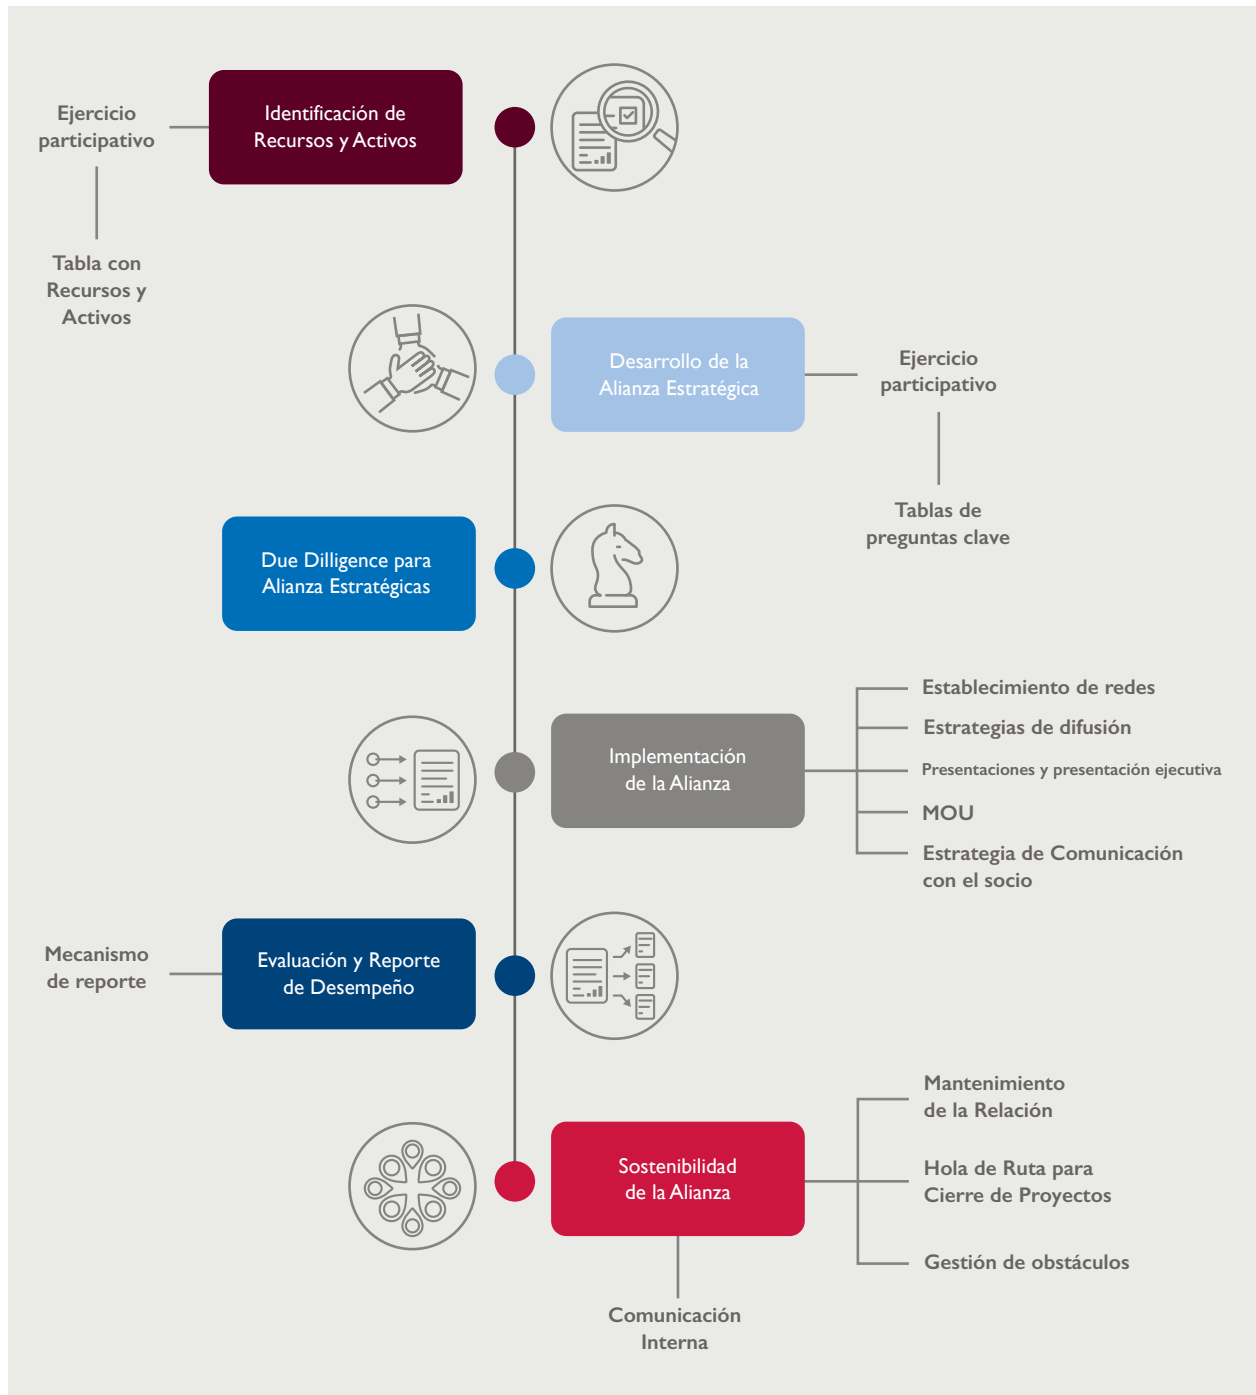 Ejercicio
participativo
Identificación de
Recursos y Activos
Tabla con
Recursos y
Activos
Desarrollo de la
Alianza Estratégica
Ejercicio
participativo
Tablas de
preguntas clave
Due Dilligence para
Alianza Estratégicas
Implementación
de la Alianza
Establecimiento de redes
Estrategias de difusión
Presentaciones y presentación ejecutiva
MOU
Estrategia de Comunicación
con el socio
Mecanismo
de reporte
Evaluación y Reporte
de Desempeño
Sostenibilidad
de la Alianza
Mantenimiento
de la Relación
Hola de Ruta para
Cierre de Proyectos
Gestión de obstáculos
Comunicación
Interna